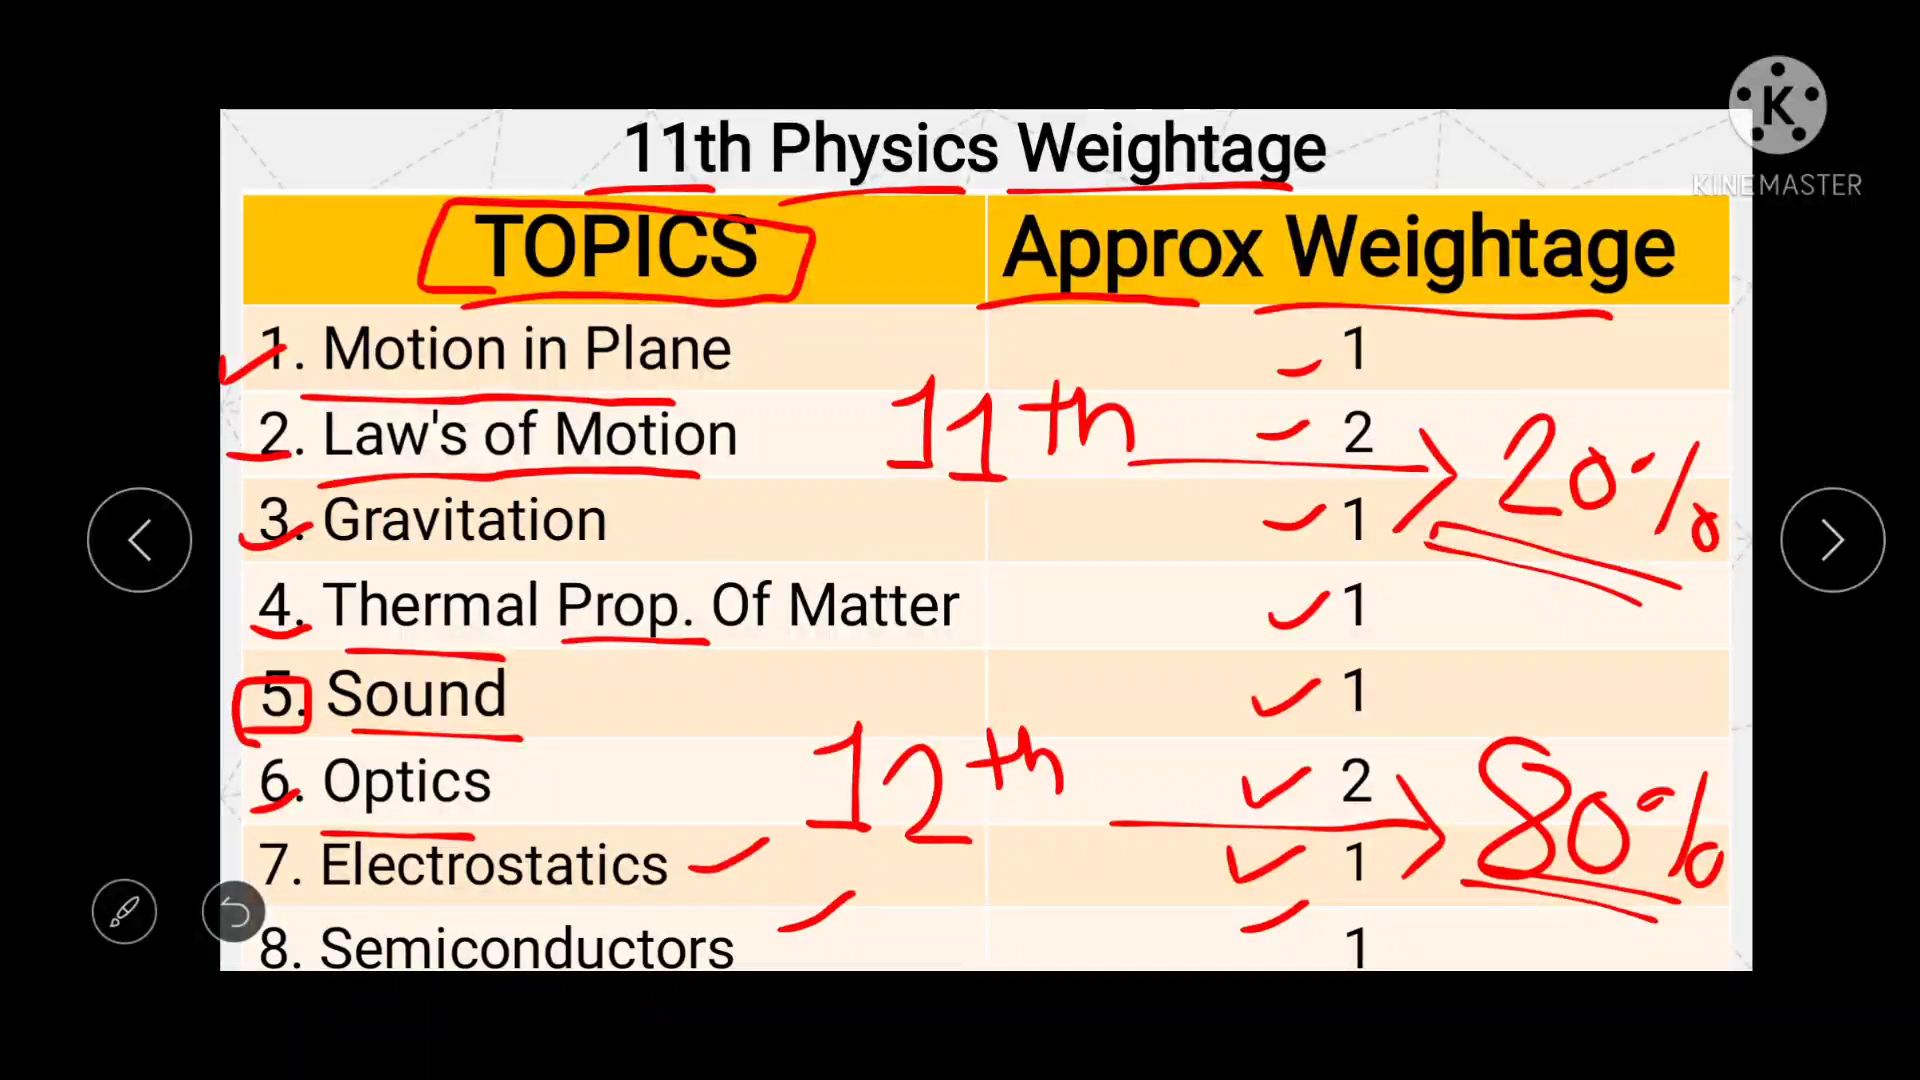 K
KINEMASTER
11th Physics Weightage
TOPICS Approx Weightage
1. Motion in Plane 1
2. Law's of Motion 2
11th 20%
3. Gravitation 1
4. Thermal Prop. Of Matter 1
5. Sound 1
6. Optics 2
12th 80%
7. Electrostatics 1
8. Semiconductors 1